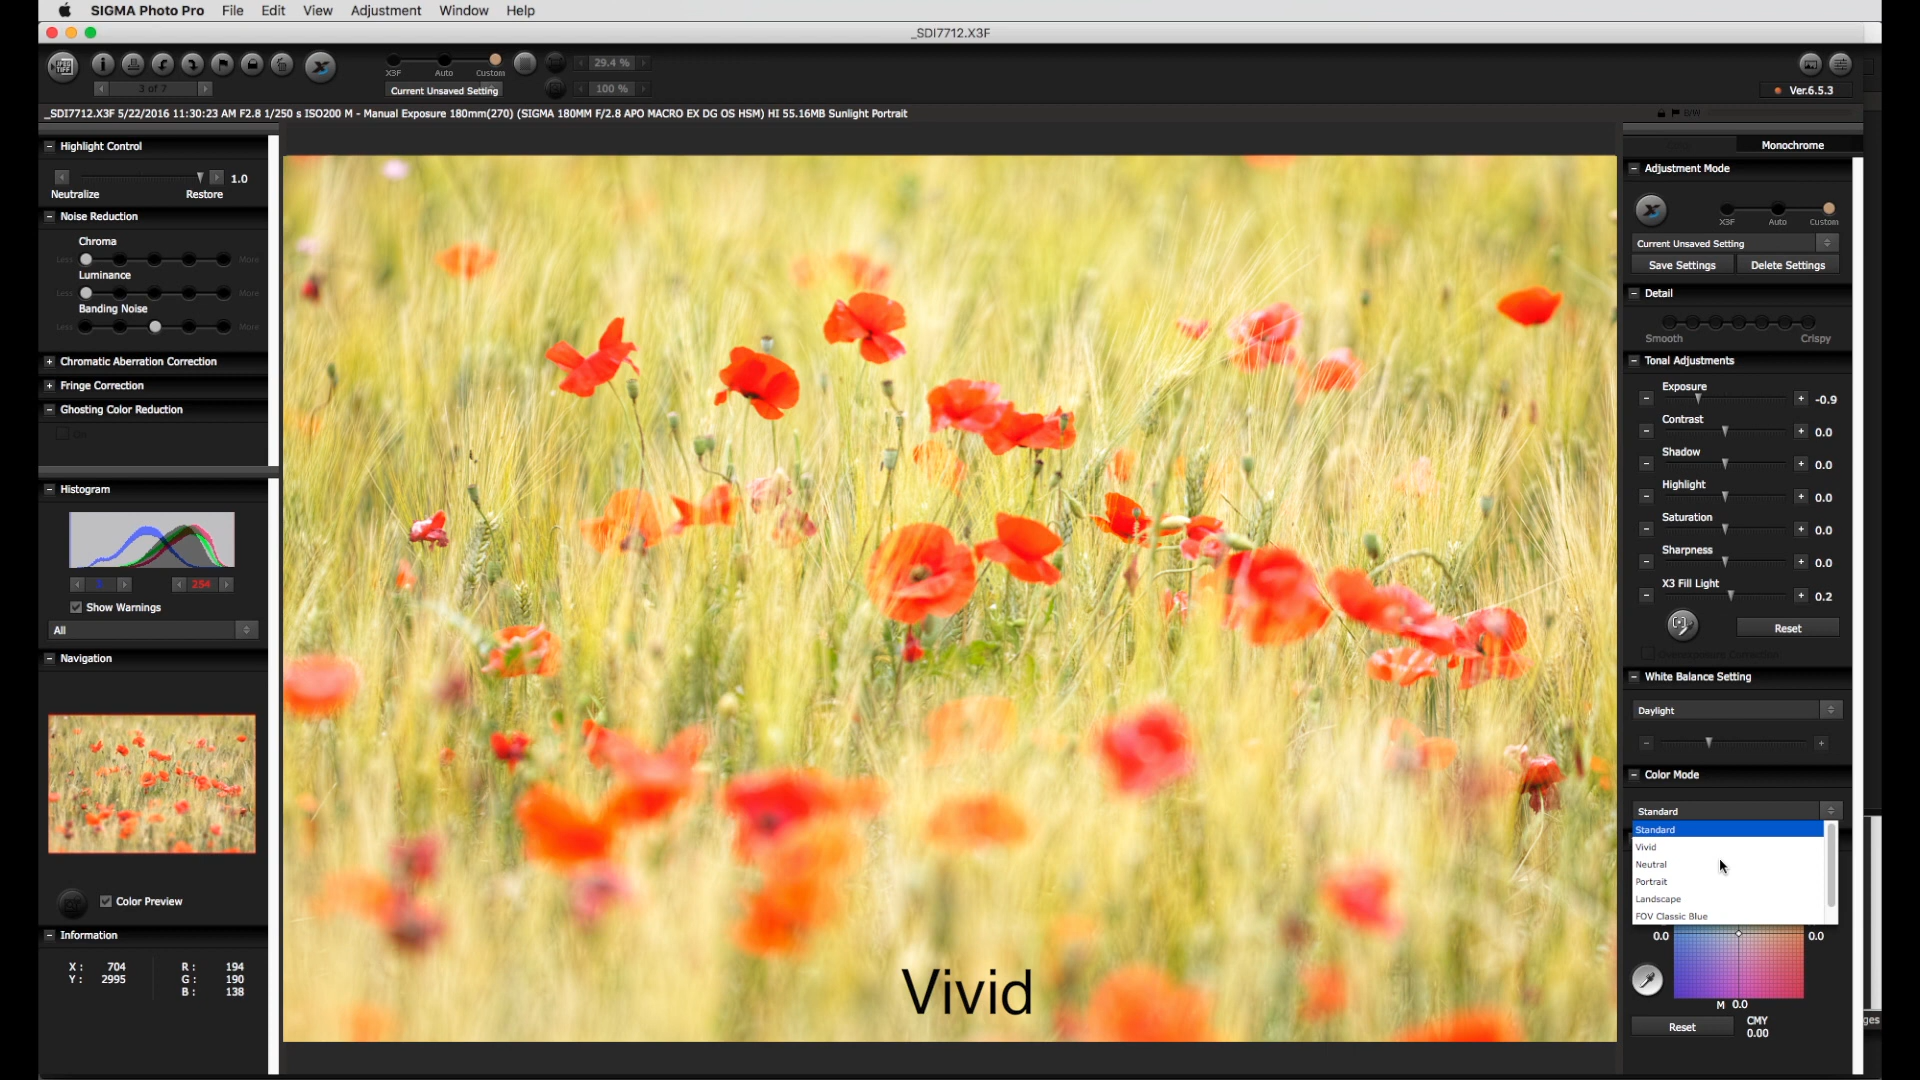 SIGMA Photo Pro File Edit View Adjustment Window Help
_SDI7712.X3F
X3F Auto Custom
29.4 %
3 of 7
Current Unsaved Setting
100 %
Ver.6.5.3
_SDI7712.X3F 5/22/2016 11:30:23 AM F2.8 1/250 s ISO200 M - Manual Exposure 180mm(270) (SIGMA 180MM F/2.8 APO MACRO EX DG OS HSM) HI 55.16MB Sunlight Portrait
B/W
Highlight Control
1.0
Neutralize Restore
Noise Reduction
Chroma
Less More
Luminance
Less More
Banding Noise
Less More
Chromatic Aberration Correction
Fringe Correction
Ghosting Color Reduction
On
Histogram
254
Show Warnings
All
Navigation
Color Preview
Information
X: 704 R: 194
Y: 2995 G: 190
B: 138
Vivid
Monochrome
Adjustment Mode
X3F Auto Custom
Current Unsaved Setting
Save Settings Delete Settings
Detail
Smooth Crispy
Tonal Adjustments
Exposure
- + -0.9
Contrast
- + 0.0
Shadow
- + 0.0
Highlight
- + 0.0
Saturation
- + 0.0
Sharpness
- + 0.0
X3 Fill Light
- + 0.2
Reset
White Balance Setting
Daylight
- +
Color Mode
Standard
Standard
Vivid
Neutral
Portrait
Landscape
FOV Classic Blue
0.0 0.0
M 0.0
Reset CMY
0.00
ges